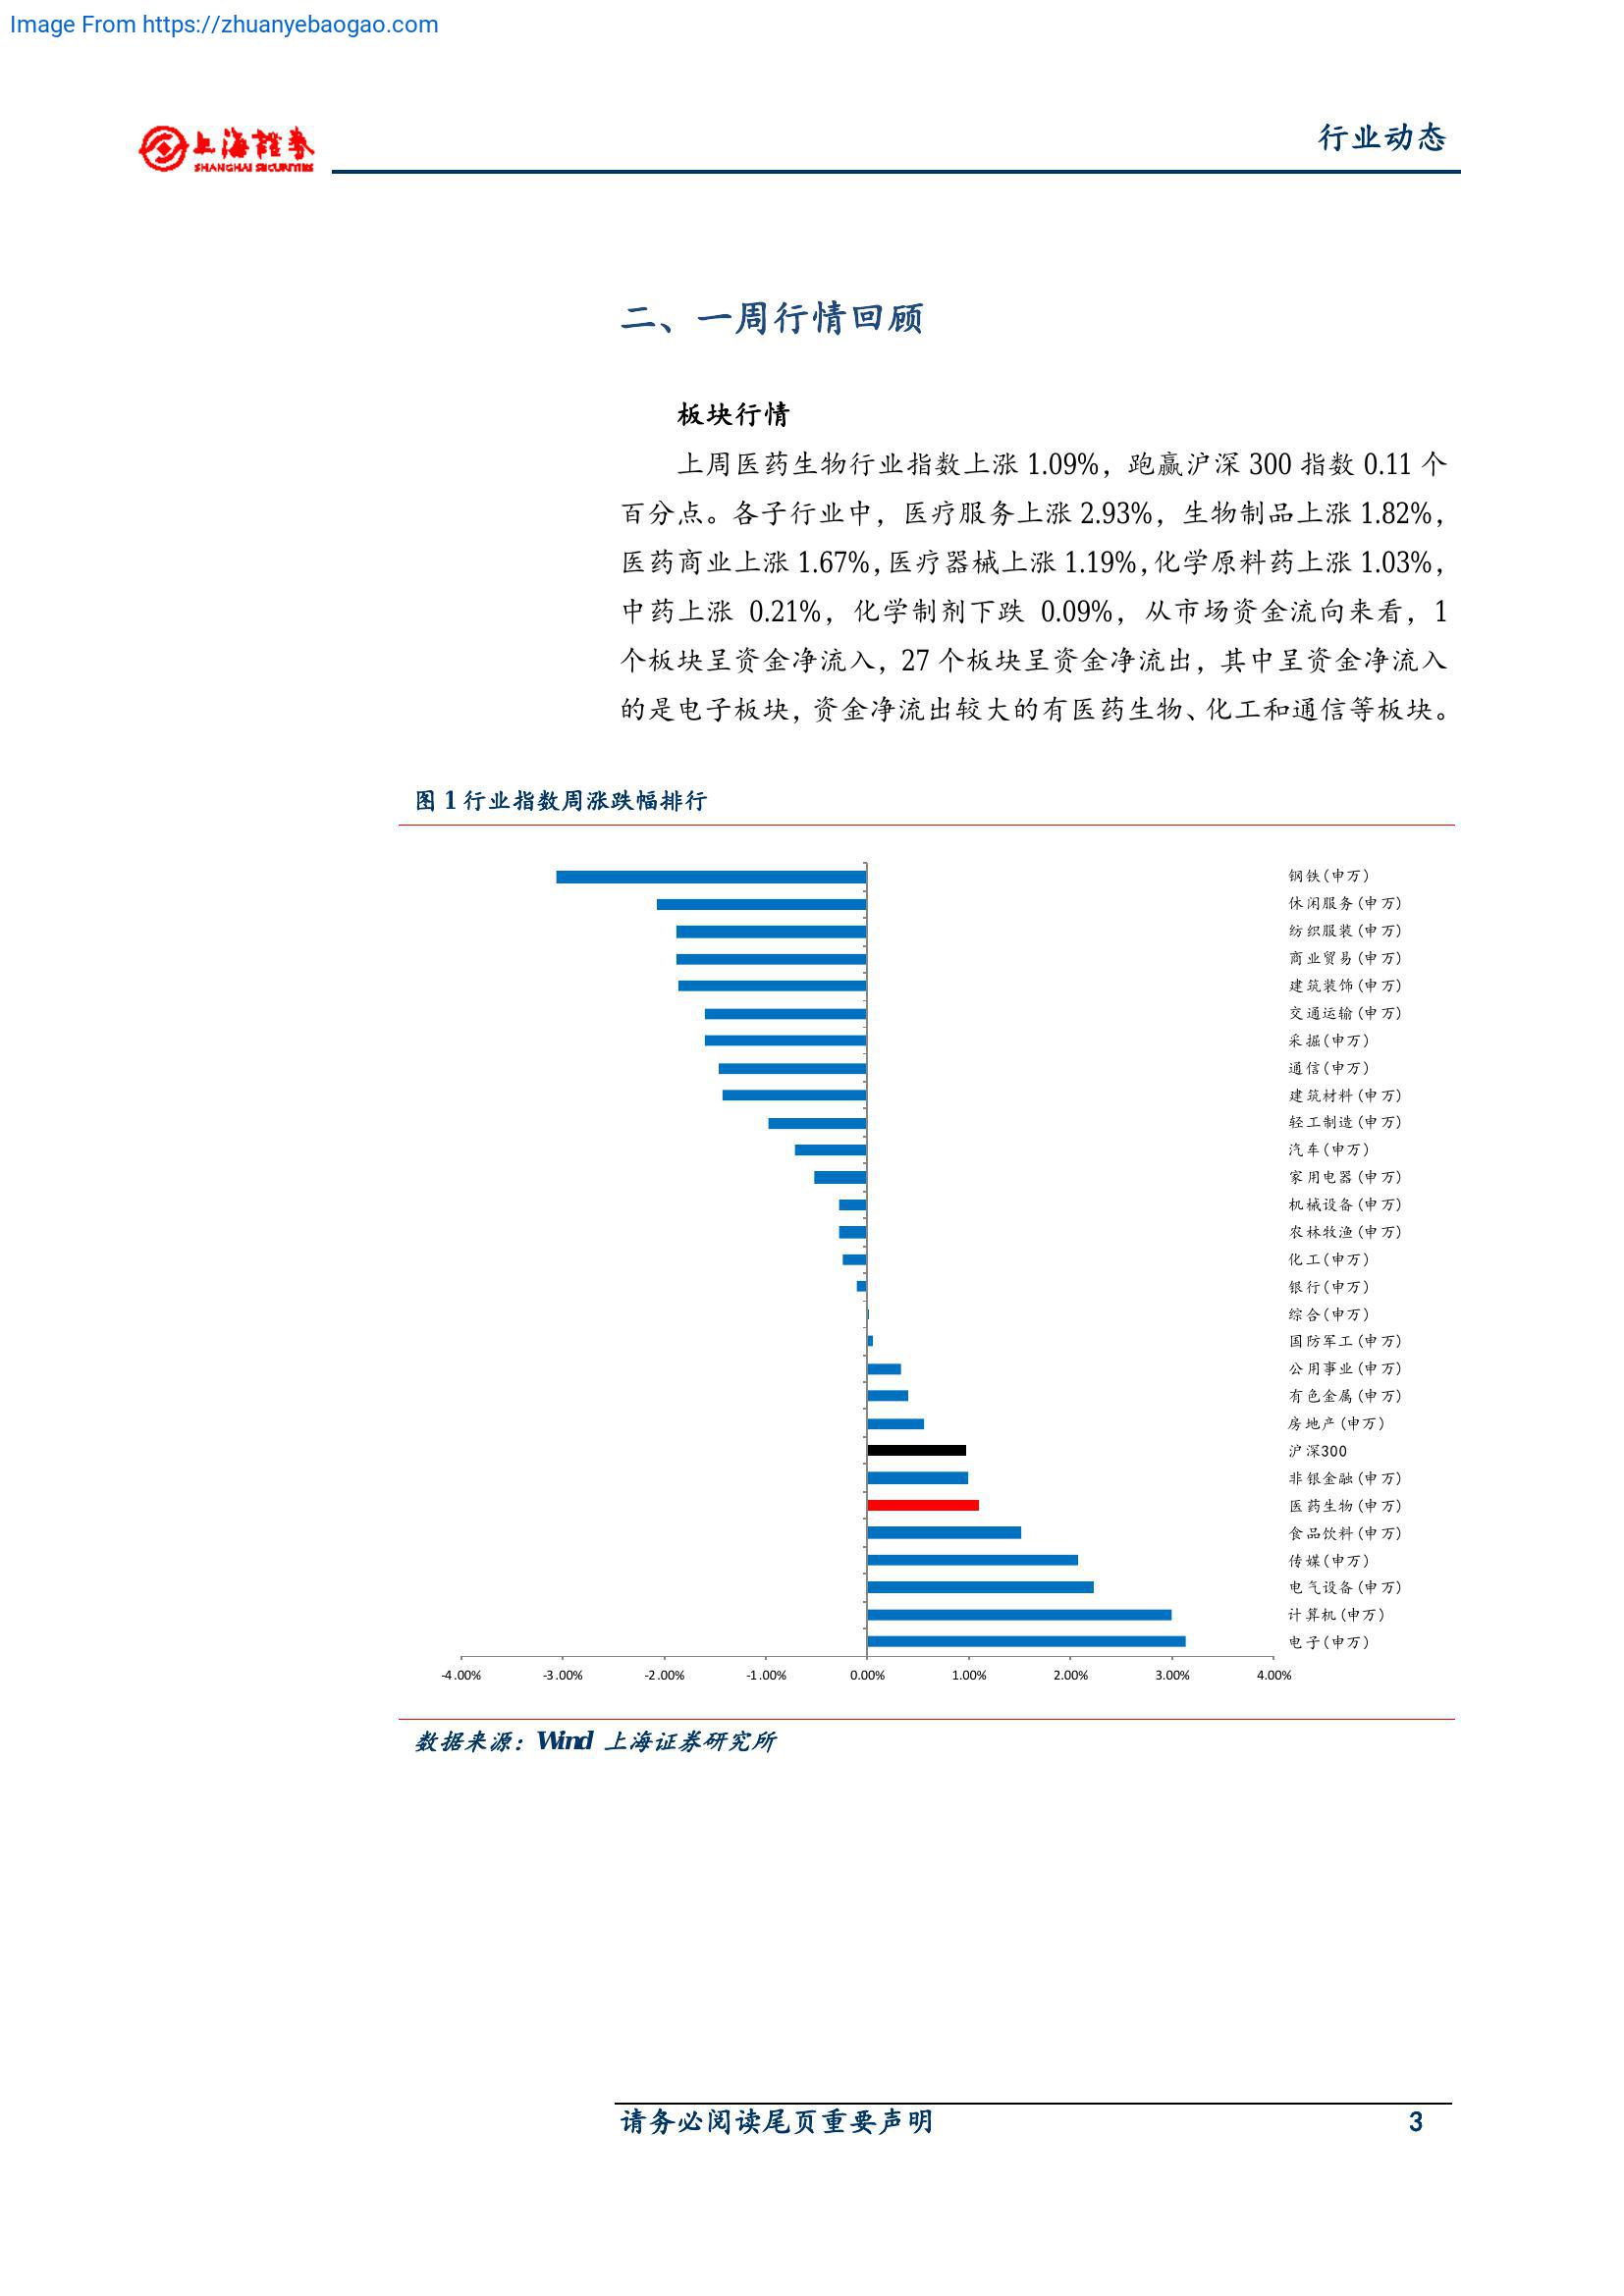 Image From https://zhuanyebaogao.com
上海證券
SHANGHAI SECURITIES
行业动态
二、一周行情回顾
板块行情
上周医药生物行业指数上涨 1.09%，跑赢沪深 300 指数 0.11 个
百分点。各子行业中，医疗服务上涨 2.93%，生物制品上涨 1.82%，
医药商业上涨 1.67%，医疗器械上涨 1.19%，化学原料药上涨 1.03%，
中药上涨 0.21%，化学制剂下跌 0.09%，从市场资金流向来看，1
个板块呈资金净流入，27 个板块呈资金净流出，其中呈资金净流入
的是电子板块，资金净流出较大的有医药生物、化工和通信等板块。
图 1 行业指数周涨跌幅排行
钢铁(申万)
休闲服务(申万)
纺织服装(申万)
商业贸易(申万)
建筑装饰(申万)
交通运输(申万)
采掘(申万)
通信(申万)
建筑材料(申万)
轻工制造(申万)
汽车(申万)
家用电器(申万)
机械设备(申万)
农林牧渔(申万)
化工(申万)
银行(申万)
综合(申万)
国防军工(申万)
公用事业(申万)
有色金属(申万)
房地产(申万)
沪深300
非银金融(申万)
医药生物(申万)
食品饮料(申万)
传媒(申万)
电气设备(申万)
计算机(申万)
电子(申万)
-4.00% -3.00% -2.00% -1.00% 0.00% 1.00% 2.00% 3.00% 4.00%
数据来源：Wind 上海证券研究所
请务必阅读尾页重要声明 3